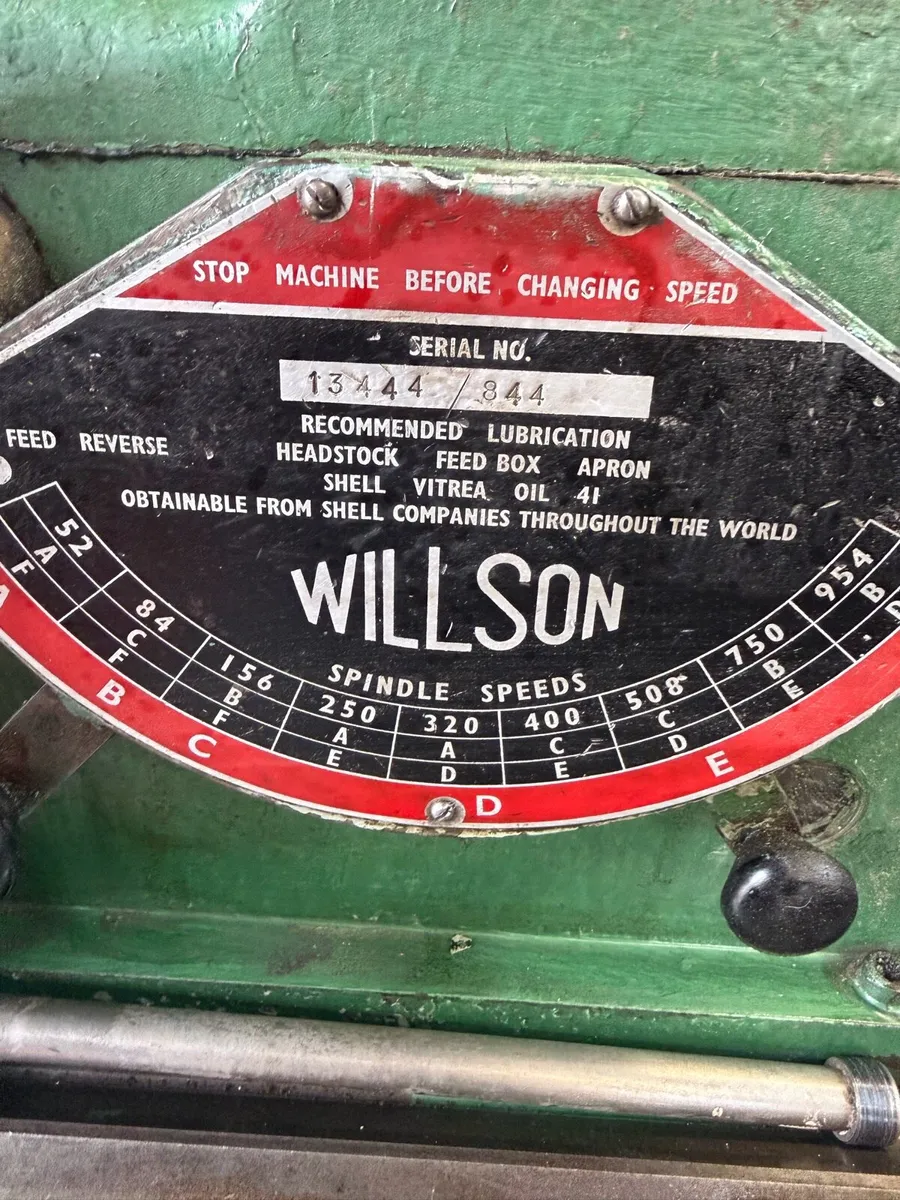 STOP MACHINE BEFORE CHANGING SPEED
SERIAL NO.
13444 / 844
RECOMMENDED LUBRICATION
FEED REVERSE
HEADSTOCK FEED BOX APRON
SHELL VITREA OIL 41
OBTAINABLE FROM SHELL COMPANIES THROUGHOUT THE WORLD
WILLSON
SPINDLE SPEEDS
52 84 156 250 320 400 508 750 954
A C B A A C C B B
F F F E D E D E D
A B C D E